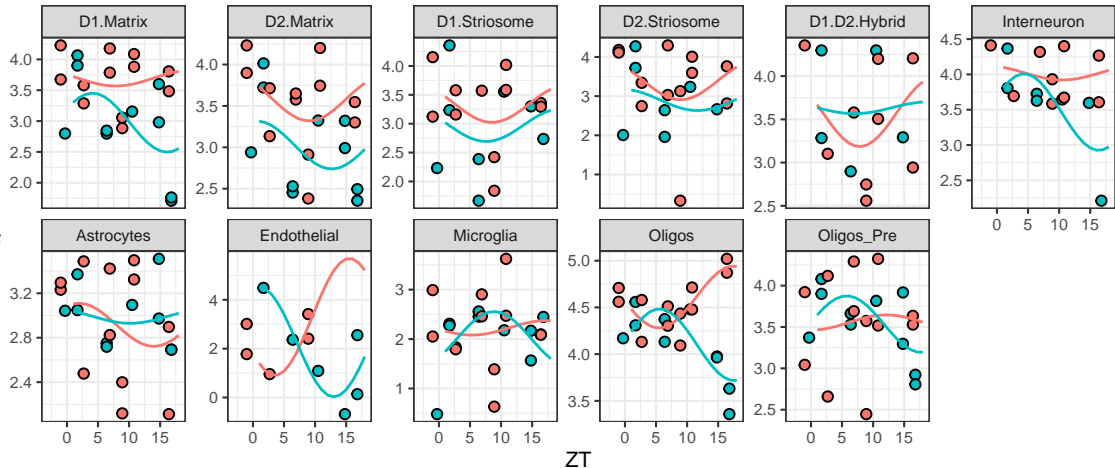 D1.Matrix D2.Matrix D1.Striosome D2.Striosome D1.D2.Hybrid Interneuron
4.0 3.5 3.0 2.5 2.0
4.0 3.5 3.0 2.5
4.0 3.5 3.0 2.5 2.0
4 3 2 1
4.0 3.5 3.0 2.5
4.5 4.0 3.5 3.0 2.5
0 5 10 15
Astrocytes Endothelial Microglia Oligos Oligos_Pre
3.2 2.8 2.4
4 2 0
3 2 1
5.0 4.5 4.0 3.5
4.0 3.5 3.0 2.5
0 5 10 15 0 5 10 15 0 5 10 15 0 5 10 15 0 5 10 15
ZT